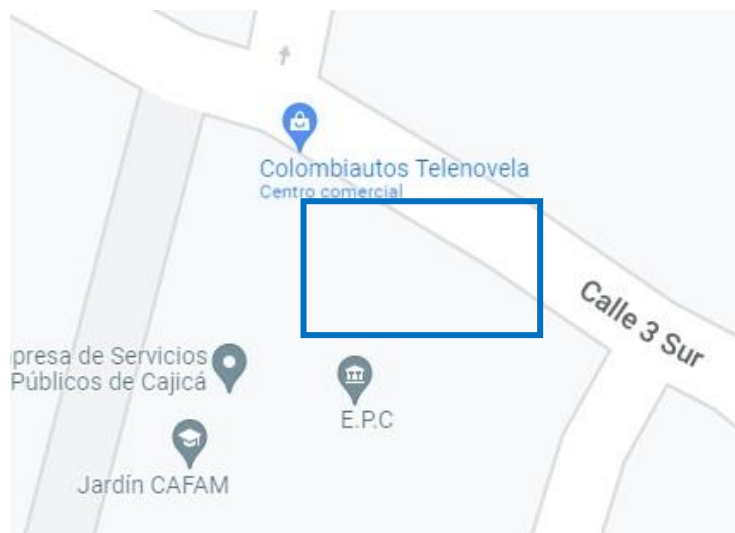 Colombiautos Telenovela
Centro comercial
Calle 3 Sur
presa de Servicios
Públicos de Cajicá
E.P.C
Jardín CAFAM